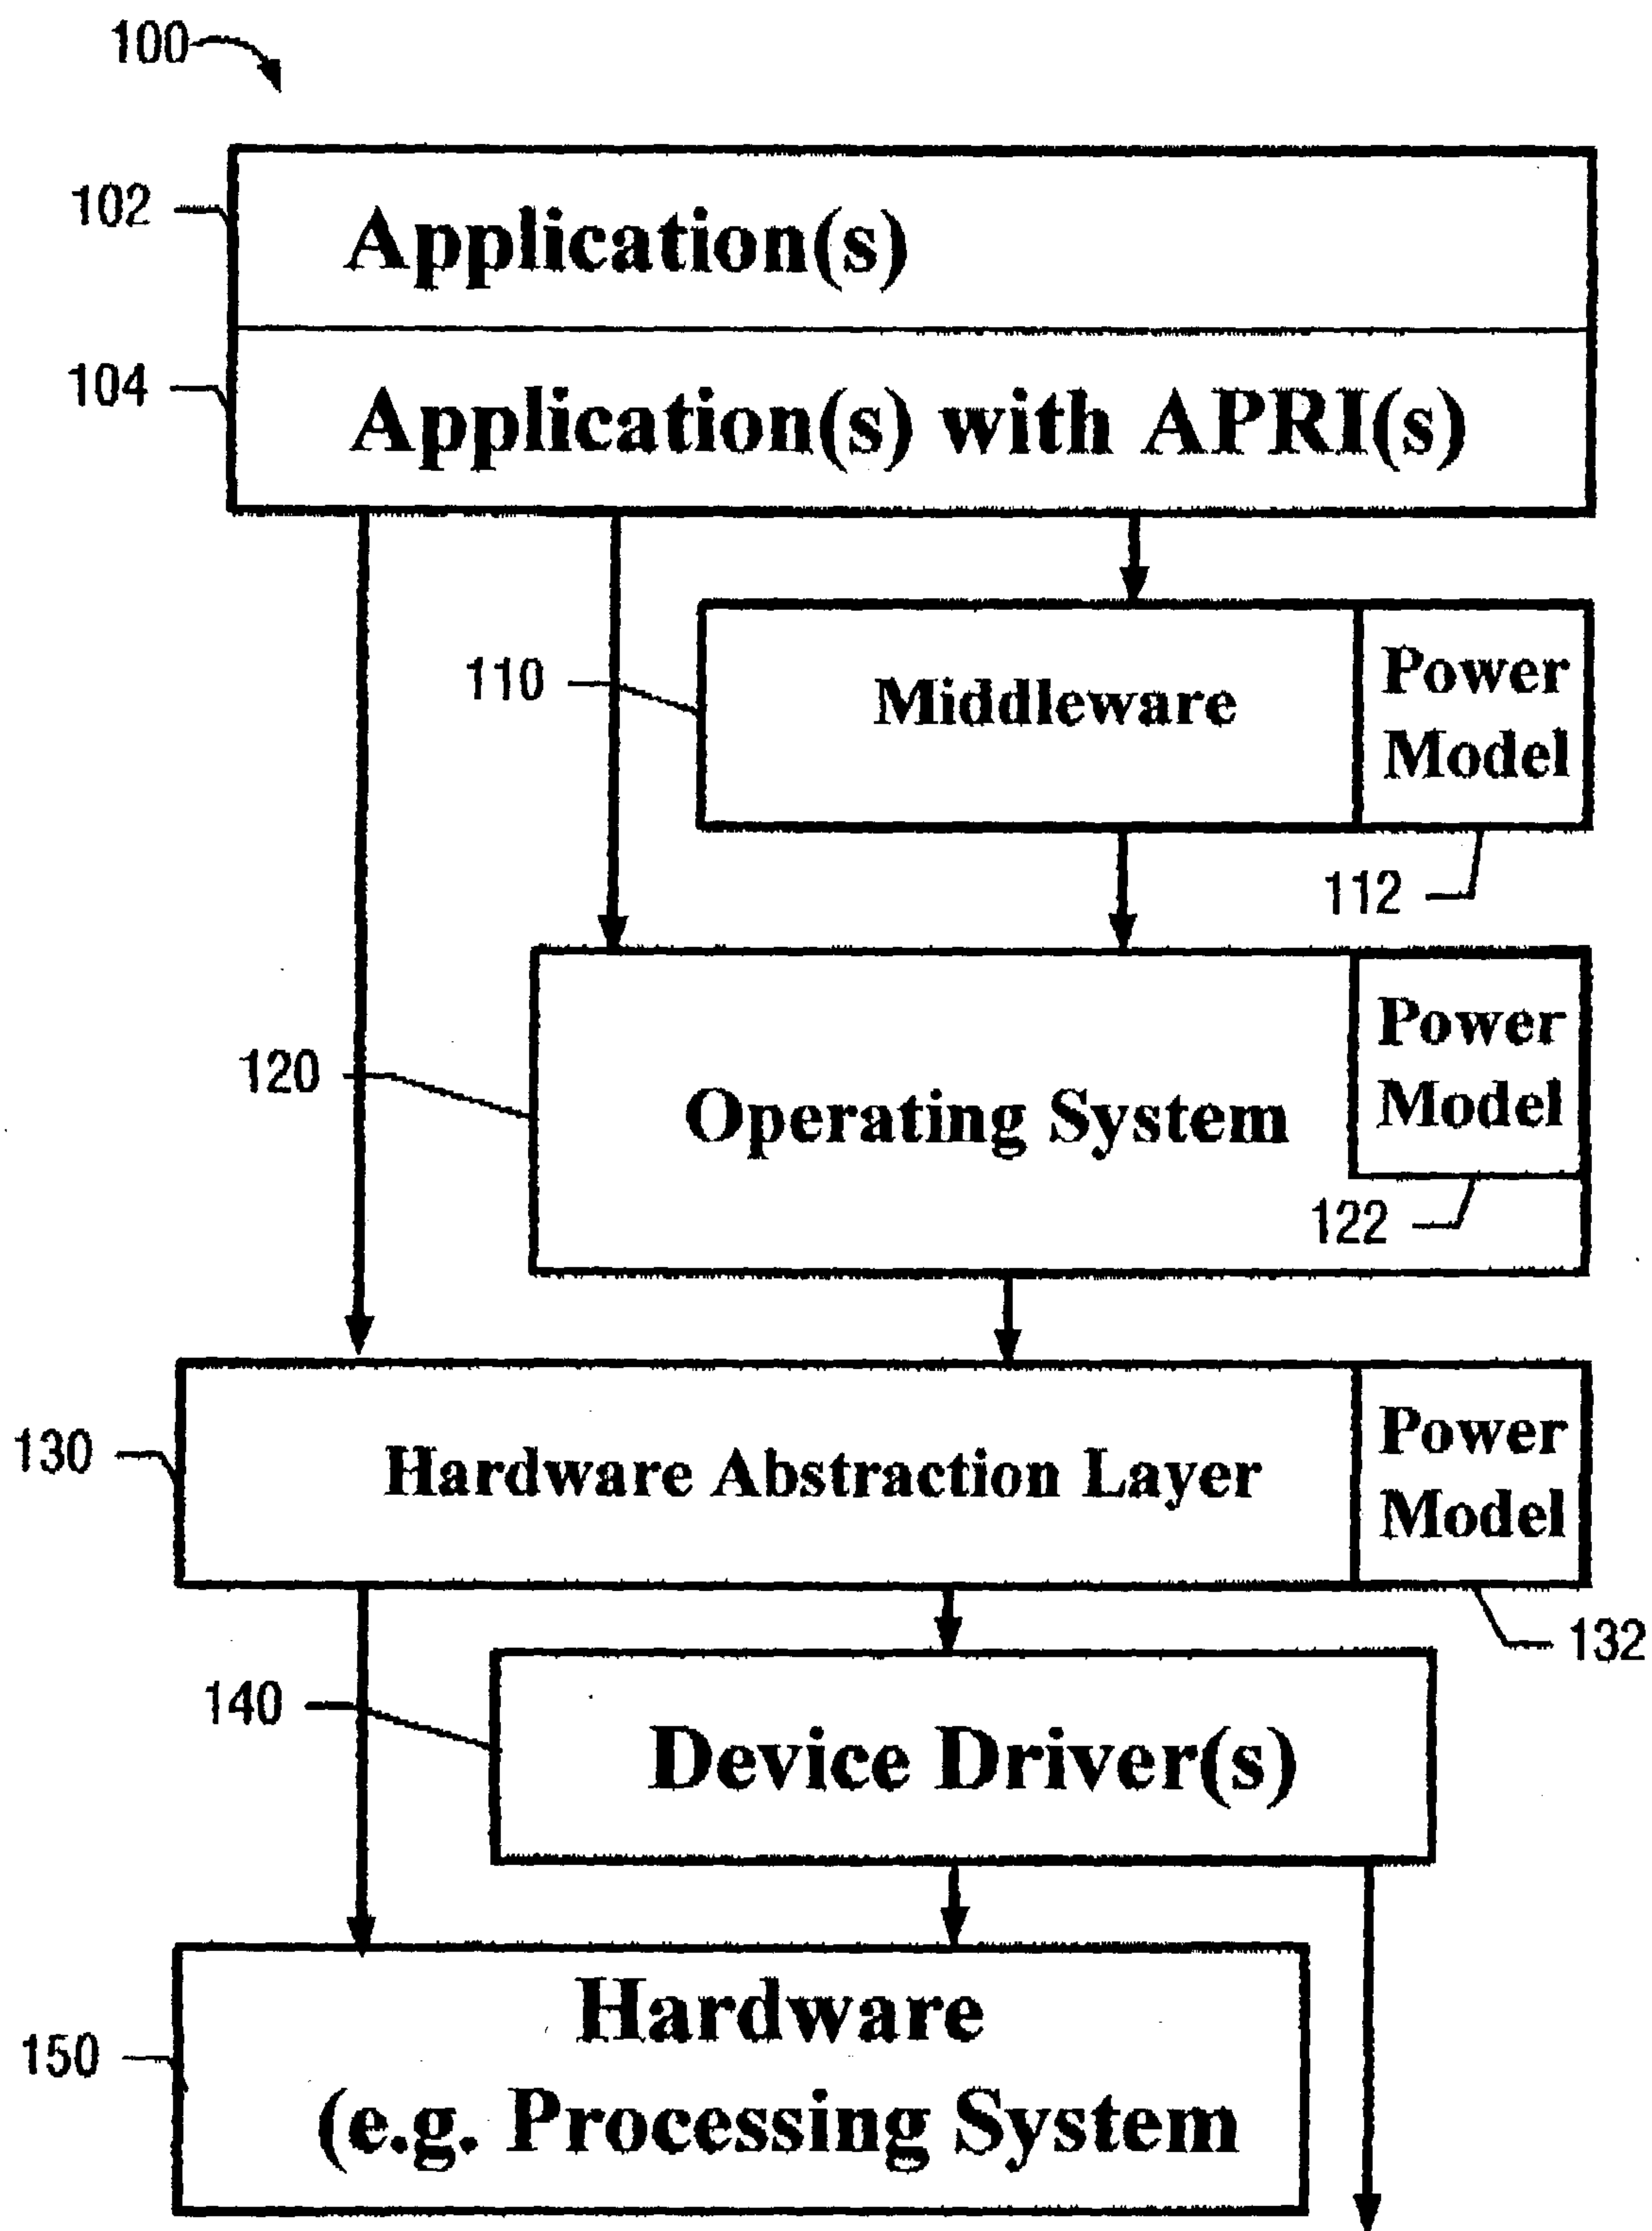 100
102
Application(s)
104
Application(s) with APRI(s)
110
Middleware
Power
Model
112
120
Operating System
Power
Model
122
130
Hardware Abstraction Layer
Power
Model
132
140
Device Driver(s)
150
Hardware
(e.g. Processing System